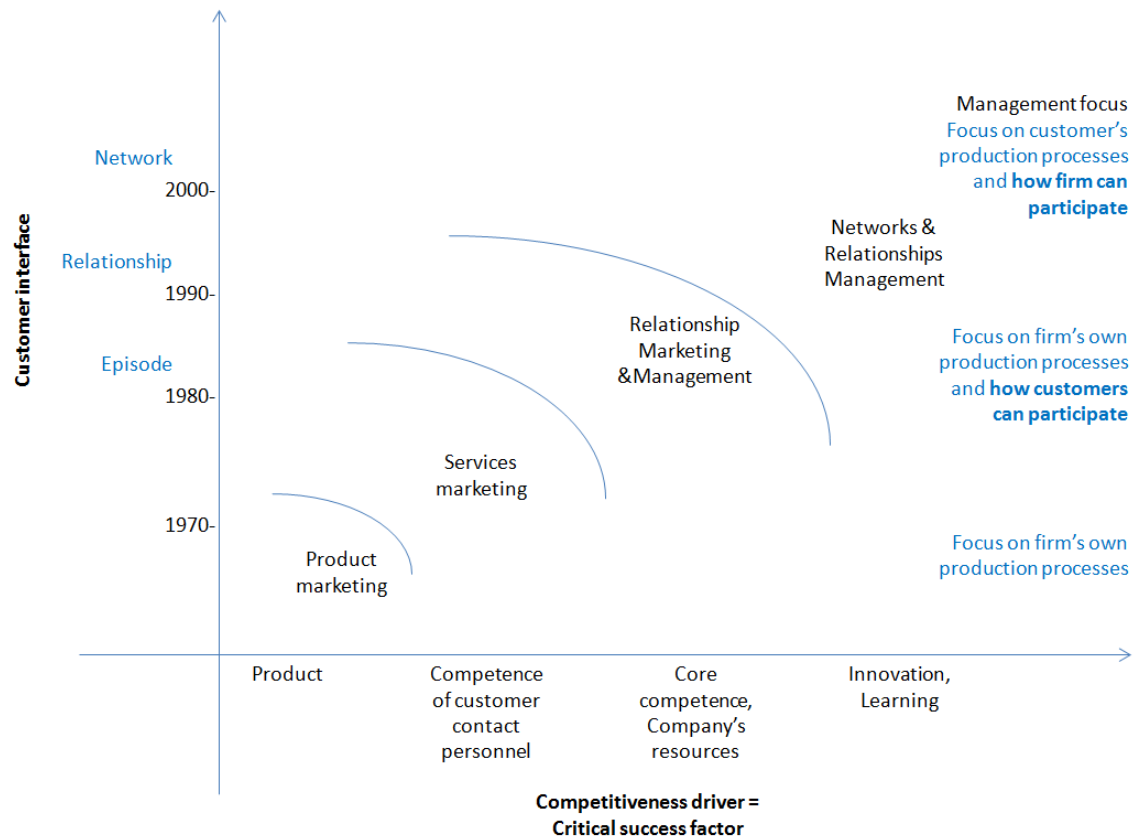 Management focus
Focus on customer's
production processes
and how firm can
participate
Network
2000-
Networks &
Relationships
Management
Customer interface
Relationship
1990-
Relationship
Marketing
&Management
Focus on firm's own
production processes
and how customers
can participate
Episode
1980-
Services
marketing
1970-
Focus on firm's own
production processes
Product
marketing
Product
Competence
of customer
contact
personnel
Core
competence,
Company's
resources
Innovation,
Learning
Competitiveness driver =
Critical success factor